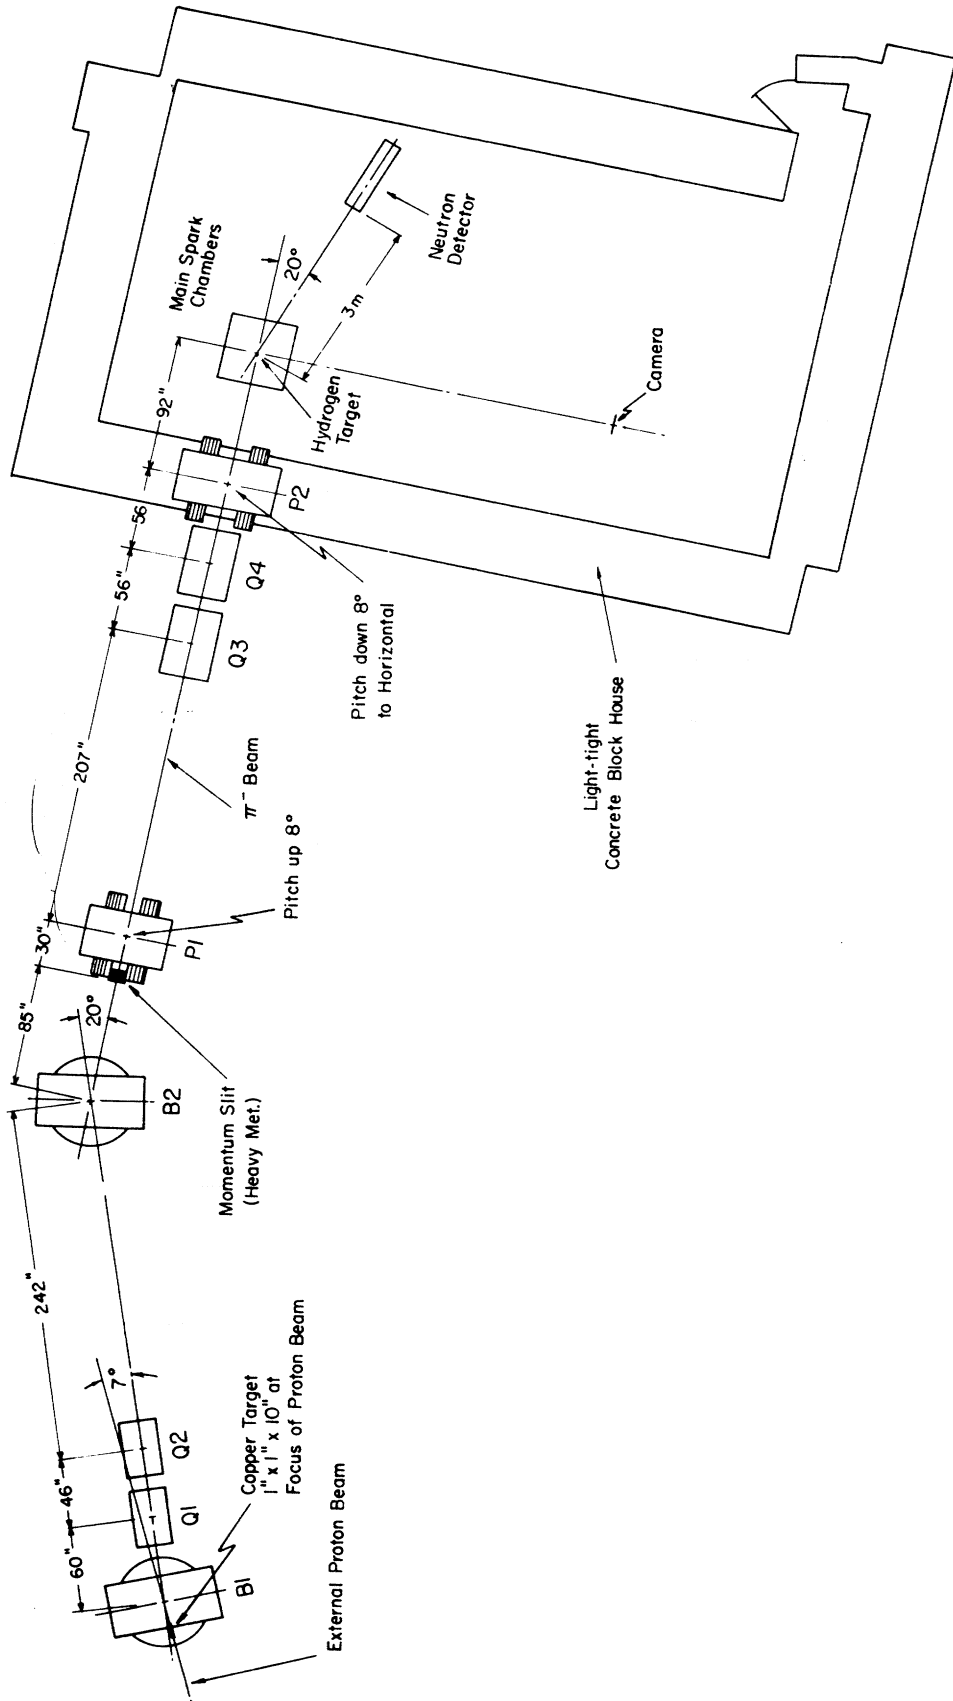 Main Spark
Chambers
20°
Neutron
Detector
3m
92"
Hydrogen
Target
Camera
56
P2
56"
Q4
Q3
Pitch down 8°
to Horizontal
207"
π⁻ Beam
Light-tight
Concrete Block House
30"
P1
Pitch up 8°
85"
20°
B2
Momentum Slit
(Heavy Met.)
242"
7°
46"
Q2
Copper Target
1" x 1" x 10" at
Focus of Proton Beam
60"
Q1
B1
External Proton Beam